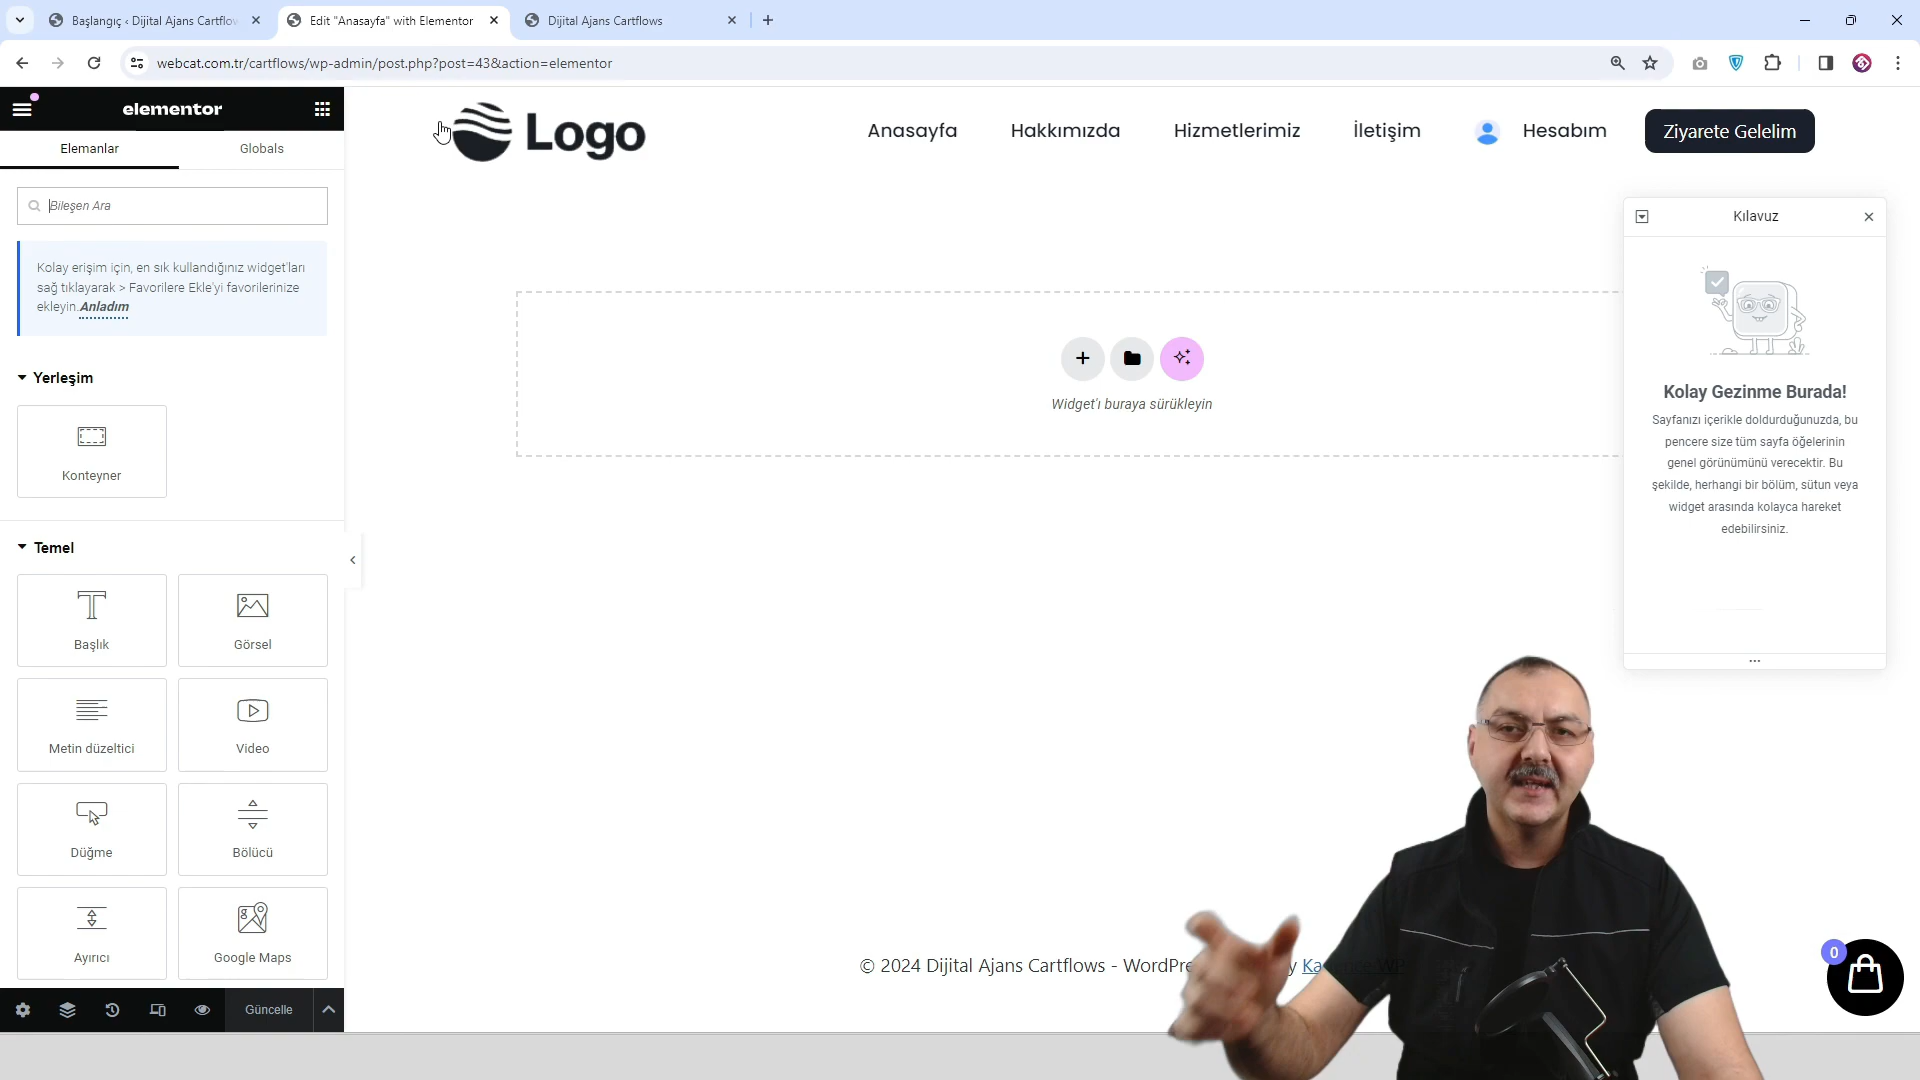 Başlangıç ‹ Dijital Ajans Cartflow
Edit "Anasayfa" with Elementor
Dijital Ajans Cartflows
webcat.com.tr/cartflows/wp-admin/post.php?post=43&action=elementor
elementor
Elemanlar
Globals
Bileşen Ara
Kolay erişim için, en sık kullandığınız widget'ları
sağ tıklayarak > Favorilere Ekle'yi favorilerinize
ekleyin. Anladım
Yerleşim
Konteyner
Temel
Başlık
Görsel
Metin düzeltici
Video
Düğme
Bölücü
Ayırıcı
Google Maps
Güncelle
Logo
Anasayfa
Hakkımızda
Hizmetlerimiz
İletişim
Hesabım
Ziyarete Gelelim
Widget'ı buraya sürükleyin
Kılavuz
Kolay Gezinme Burada!
Sayfanızı içerikle doldurduğunuzda, bu
pencere size tüm sayfa öğelerinin
genel görünümünü verecektir. Bu
şekilde, herhangi bir bölüm, sütun veya
widget arasında kolayca hareket
edebilirsiniz.
© 2024 Dijital Ajans Cartflows - WordPre
0